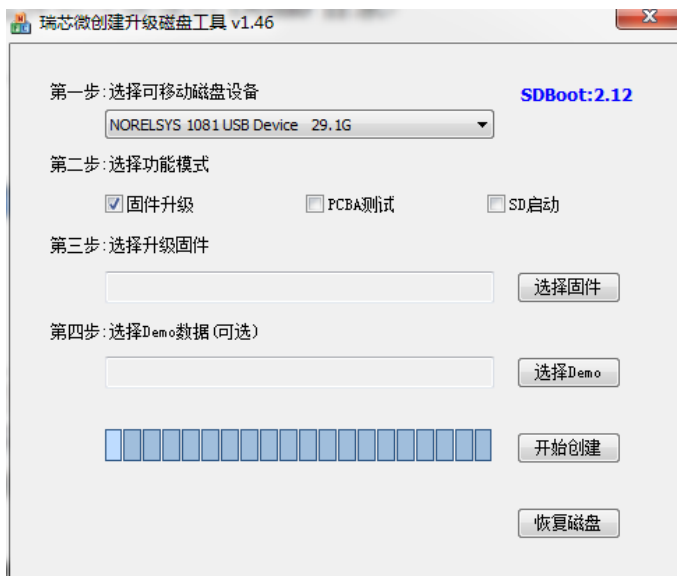 瑞芯微创建升级磁盘工具 v1.46
第一步:选择可移动磁盘设备
SDBoot:2.12
NORELSYS 1081 USB Device 29.1G
第二步:选择功能模式
固件升级 PCBA测试 SD启动
第三步:选择升级固件
选择固件
第四步:选择Demo数据(可选)
选择Demo
开始创建
恢复磁盘